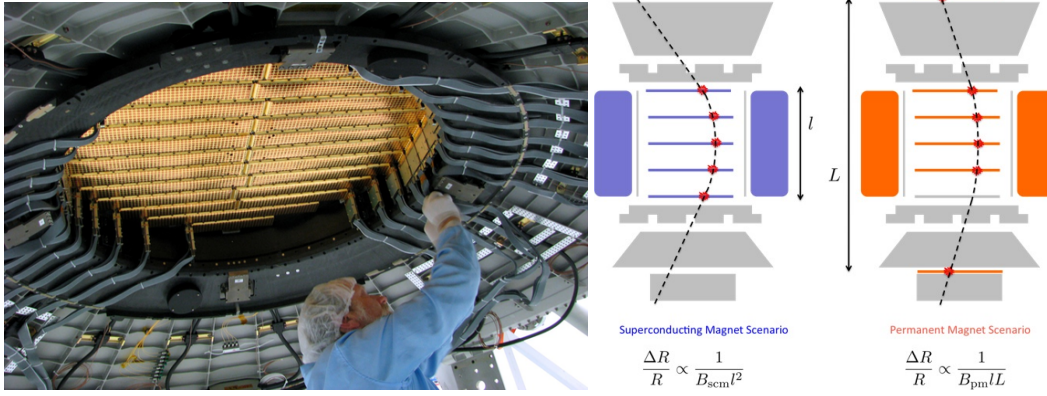 l
L
Superconducting Magnet Scenario
Permanent Magnet Scenario
ΔR/R ∝ 1/(B_scm l²)
ΔR/R ∝ 1/(B_pm l L)